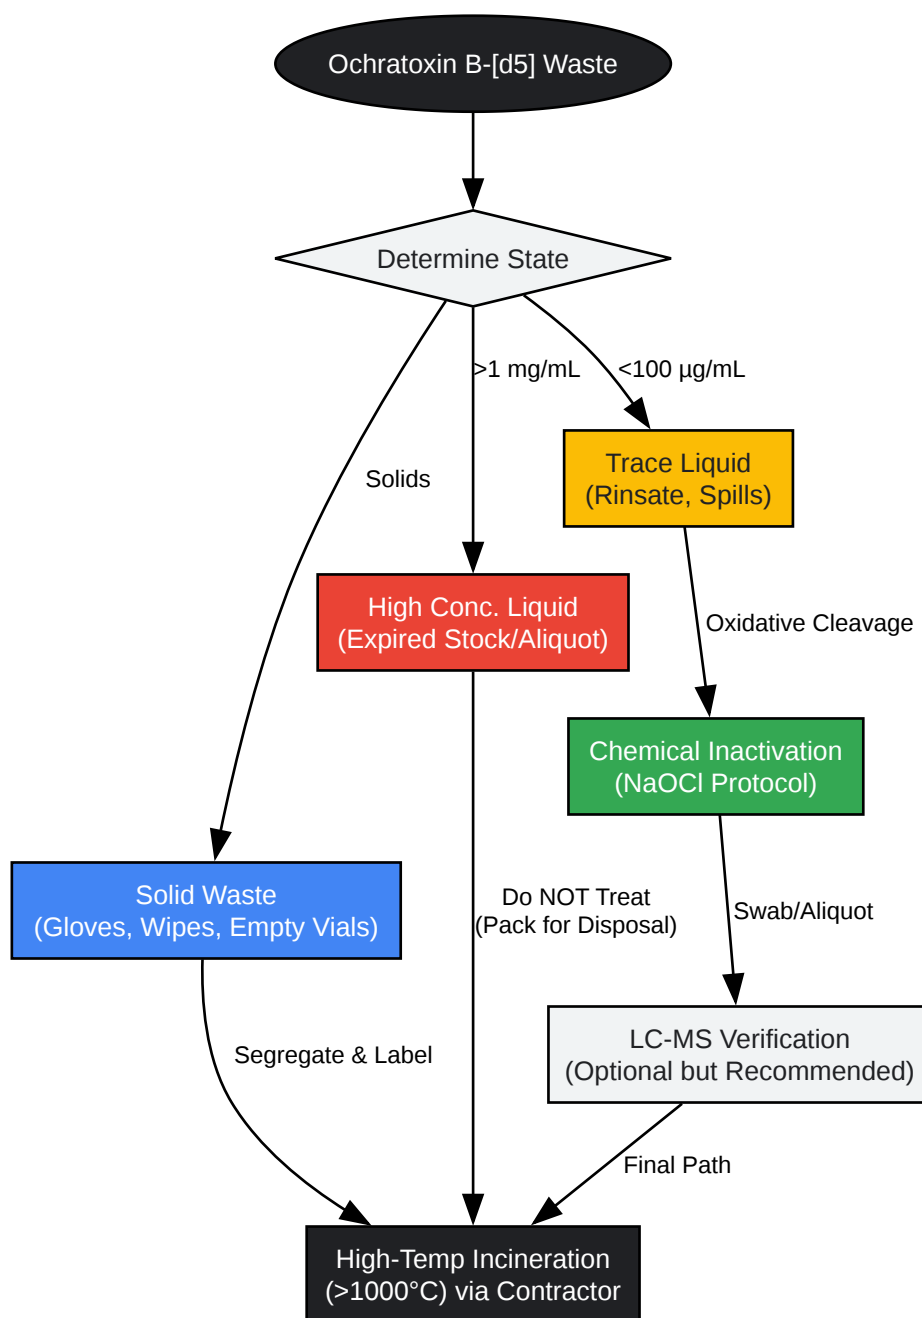 Ochratoxin B-[d5] Waste
Determine State
>1 mg/mL
<100 µg/mL
Solids
Trace Liquid
(Rinsate, Spills)
High Conc. Liquid
(Expired Stock/Aliquot)
Oxidative Cleavage
Chemical Inactivation
(NaOCl Protocol)
Solid Waste
(Gloves, Wipes, Empty Vials)
Do NOT Treat
(Pack for Disposal)
Swab/Aliquot
Segregate & Label
LC-MS Verification
(Optional but Recommended)
Final Path
High-Temp Incineration
(>1000°C) via Contractor